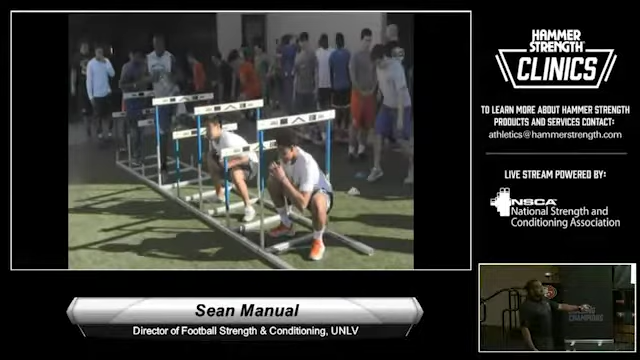 HAMMER
STRENGTH
CLINICS
TO LEARN MORE ABOUT HAMMER STRENGTH
PRODUCTS AND SERVICES CONTACT:
athletics@hammerstrength.com
LIVE STREAM POWERED BY:
NSCA
National Strength and
Conditioning Association
Sean Manual
Director of Football Strength & Conditioning, UNLV
CHAMPIONS